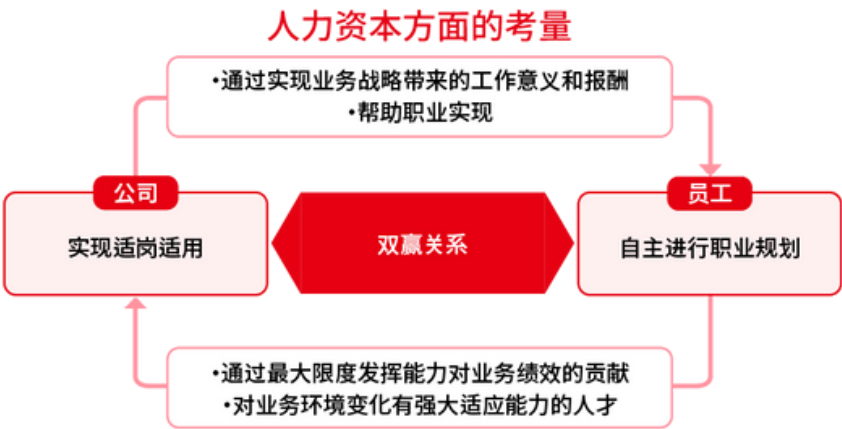 人力资本方面的考量
•通过实现业务战略带来的工作意义和报酬
•帮助职业实现
公司
实现适岗适用
双赢关系
员工
自主进行职业规划
•通过最大限度发挥能力对业务绩效的贡献
•对业务环境变化有强大适应能力的人才